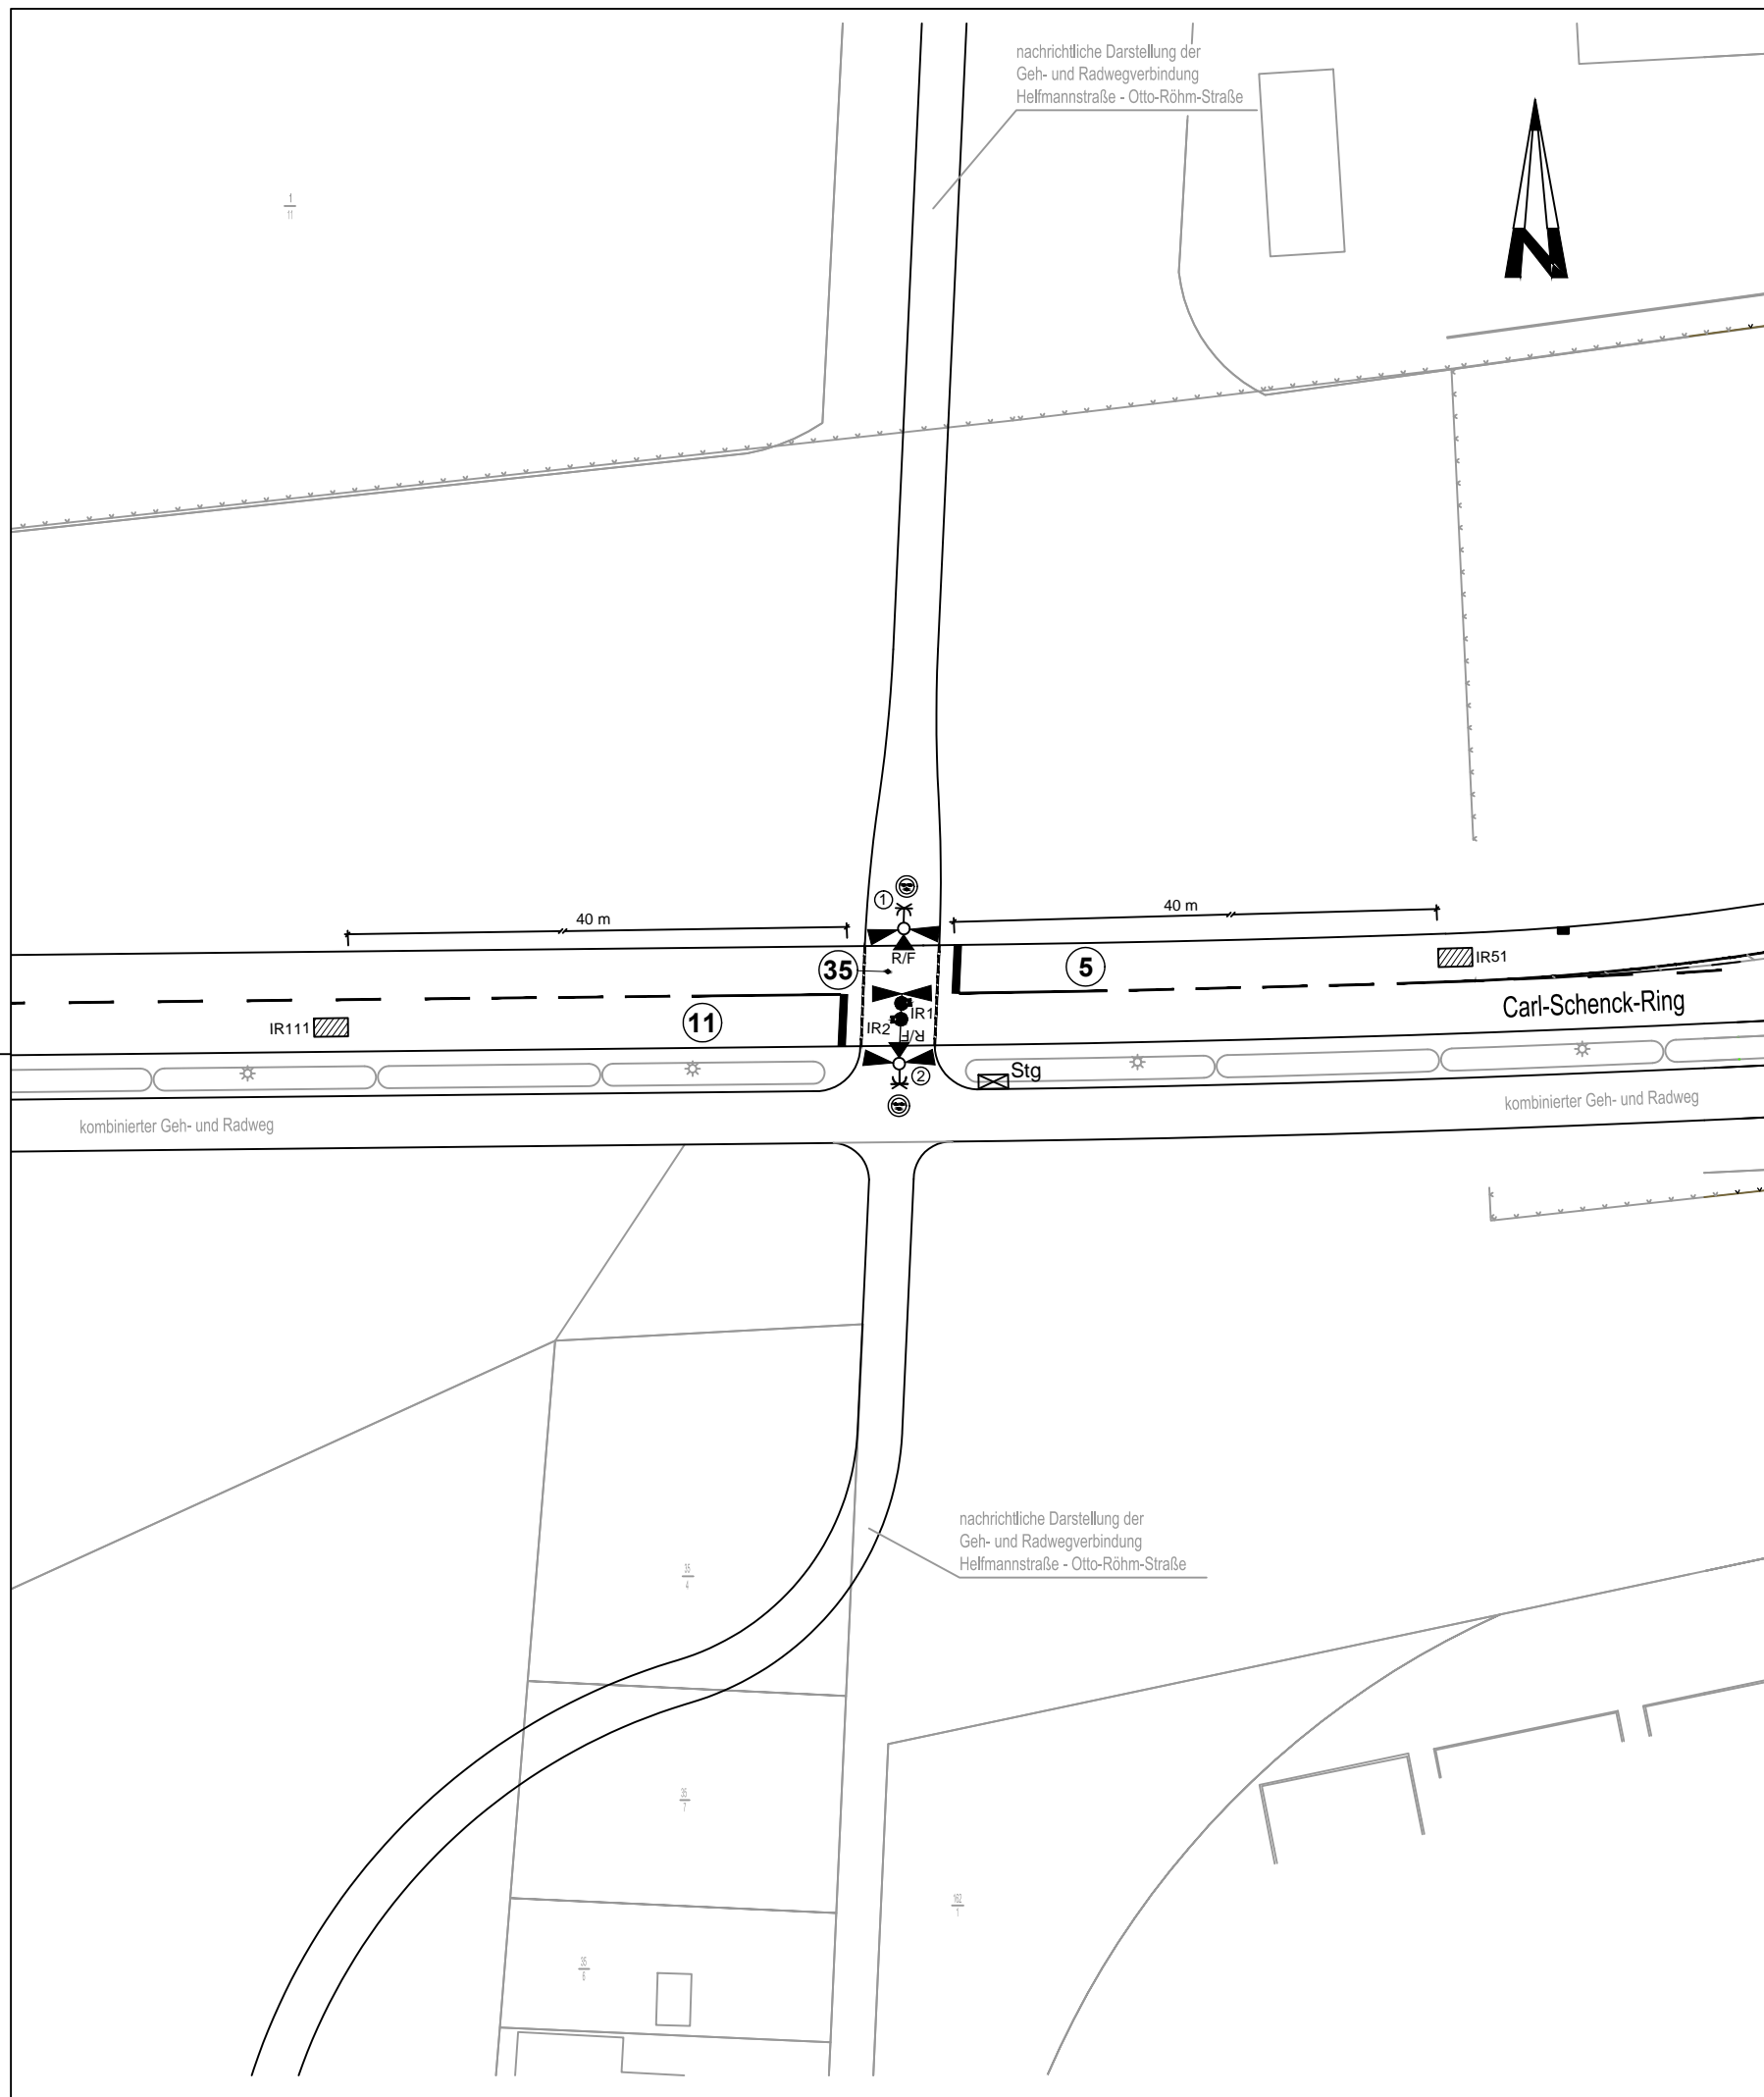 nachrichtliche Darstellung der
Geh- und Radwegverbindung
Helfmannstraße - Otto-Röhm-Straße
1
11
N
40 m
40 m
1
R/F
35
5
IR51
Carl-Schenck-Ring
IR111
11
IR1
IR2
R/F
2
Stg
kombinierter Geh- und Radweg
kombinierter Geh- und Radweg
nachrichtliche Darstellung der
Geh- und Radwegverbindung
Helfmannstraße - Otto-Röhm-Straße